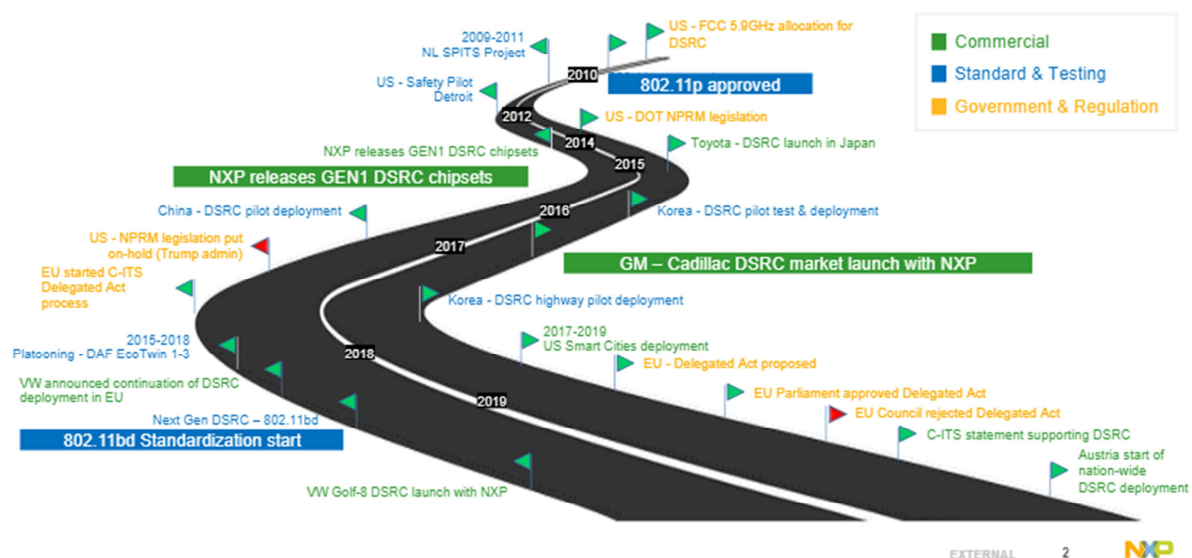 2009-2011
NL SPITS Project
US - FCC 5.9GHz allocation for
DSRC
Commercial
Standard & Testing
Government & Regulation
2010
US - Safety Pilot
Detroit
802.11p approved
2012
US - DOT NPRM legislation
2014
NXP releases GEN1 DSRC chipsets
Toyota - DSRC launch in Japan
2015
NXP releases GEN1 DSRC chipsets
China - DSRC pilot deployment
2016
Korea - DSRC pilot test & deployment
US - NPRM legislation put
on-hold (Trump admin)
2017
GM – Cadillac DSRC market launch with NXP
EU started C-ITS
Delegated Act
process
Korea - DSRC highway pilot deployment
2015-2018
Platooning - DAF EcoTwin 1-3
2017-2019
US Smart Cities deployment
2018
EU - Delegated Act proposed
VW announced continuation of DSRC
deployment in EU
2019
EU Parliament approved Delegated Act
Next Gen DSRC – 802.11bd
EU Council rejected Delegated Act
802.11bd Standardization start
C-ITS statement supporting DSRC
Austria start of
nation-wide
DSRC deployment
VW Golf-8 DSRC launch with NXP
EXTERNAL
2
NXP